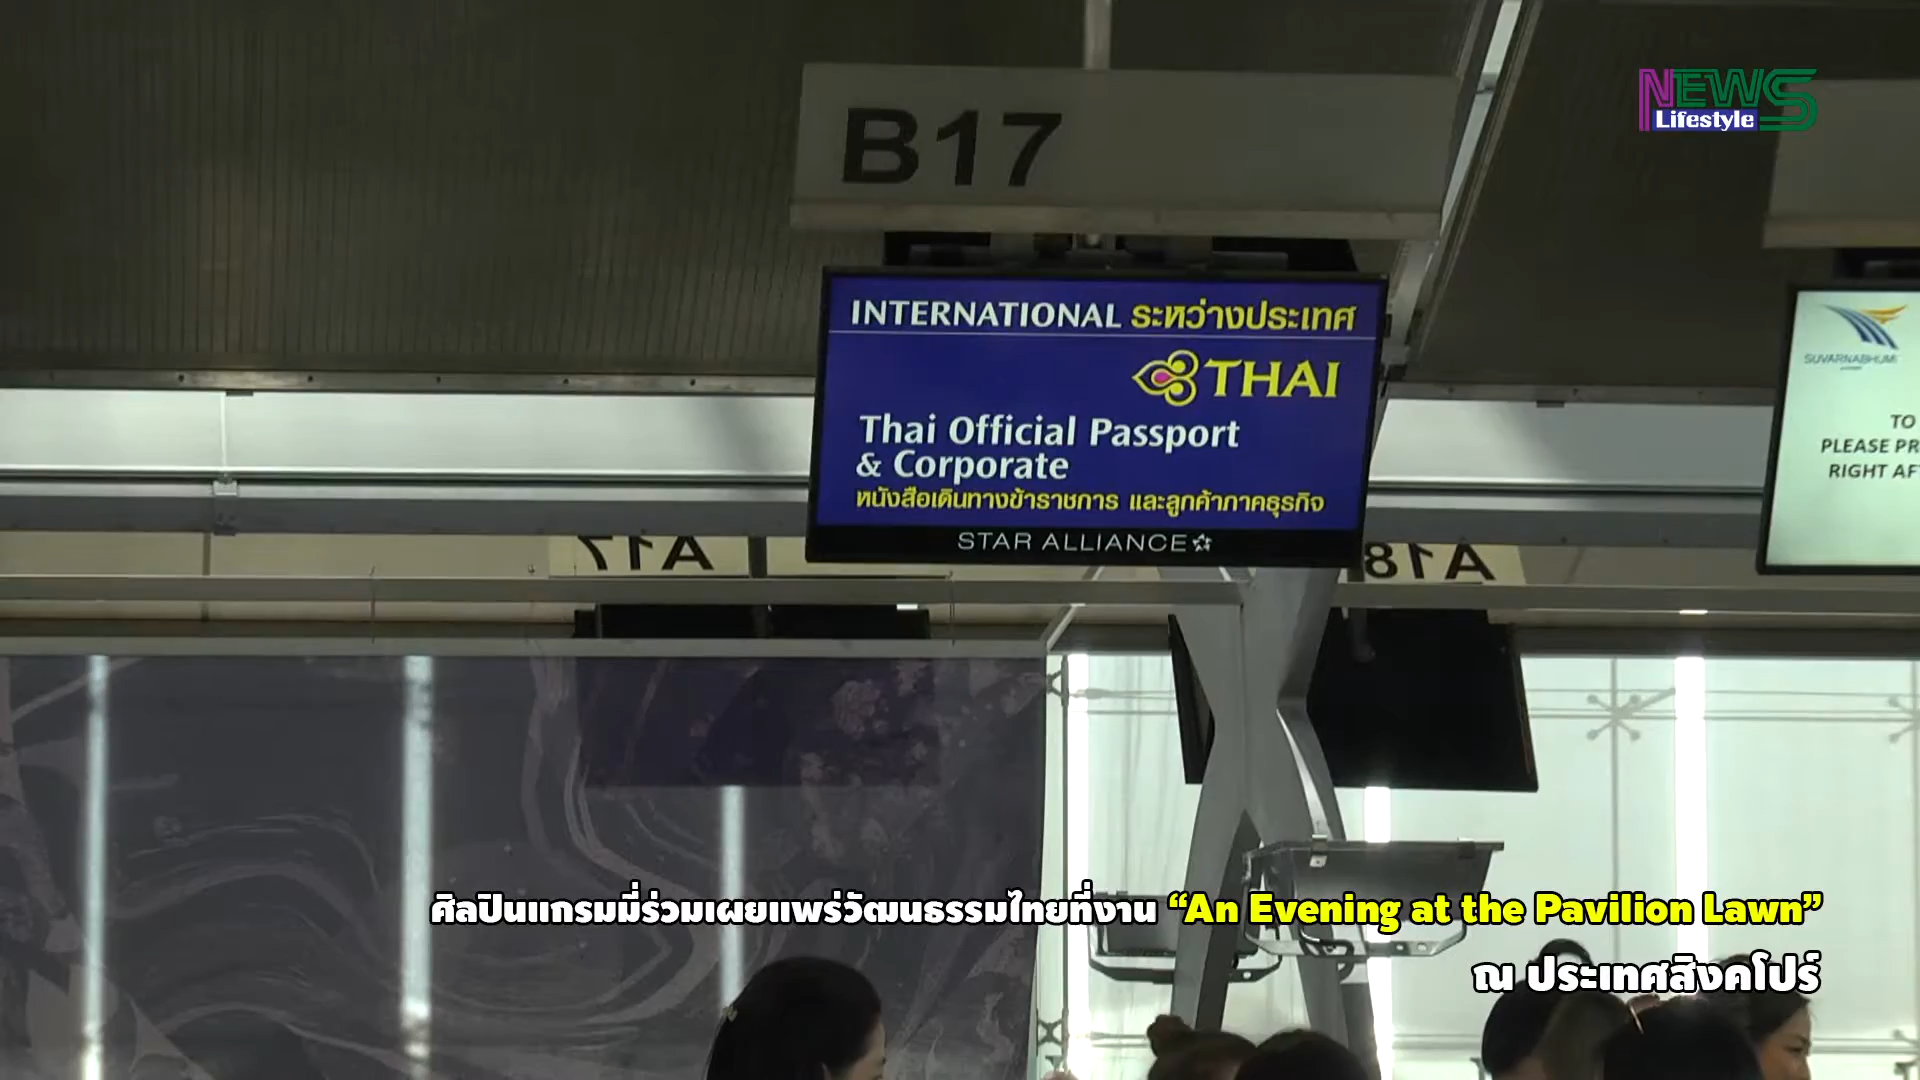 NEWS
Lifestyle
B17
INTERNATIONAL ระหว่างประเทศ
THAI
Thai Official Passport
& Corporate
หนังสือเดินทางข้าราชการ และลูกค้าภาคธุรกิจ
STAR ALLIANCE
SUVARNABHUMI
TO
PLEASE PR
RIGHT AF
A17
A18
ศิลปินแกรมมี่ร่วมเผยแพร่วัฒนธรรมไทยที่งาน “An Evening at the Pavilion Lawn”
ณ ประเทศสิงคโปร์